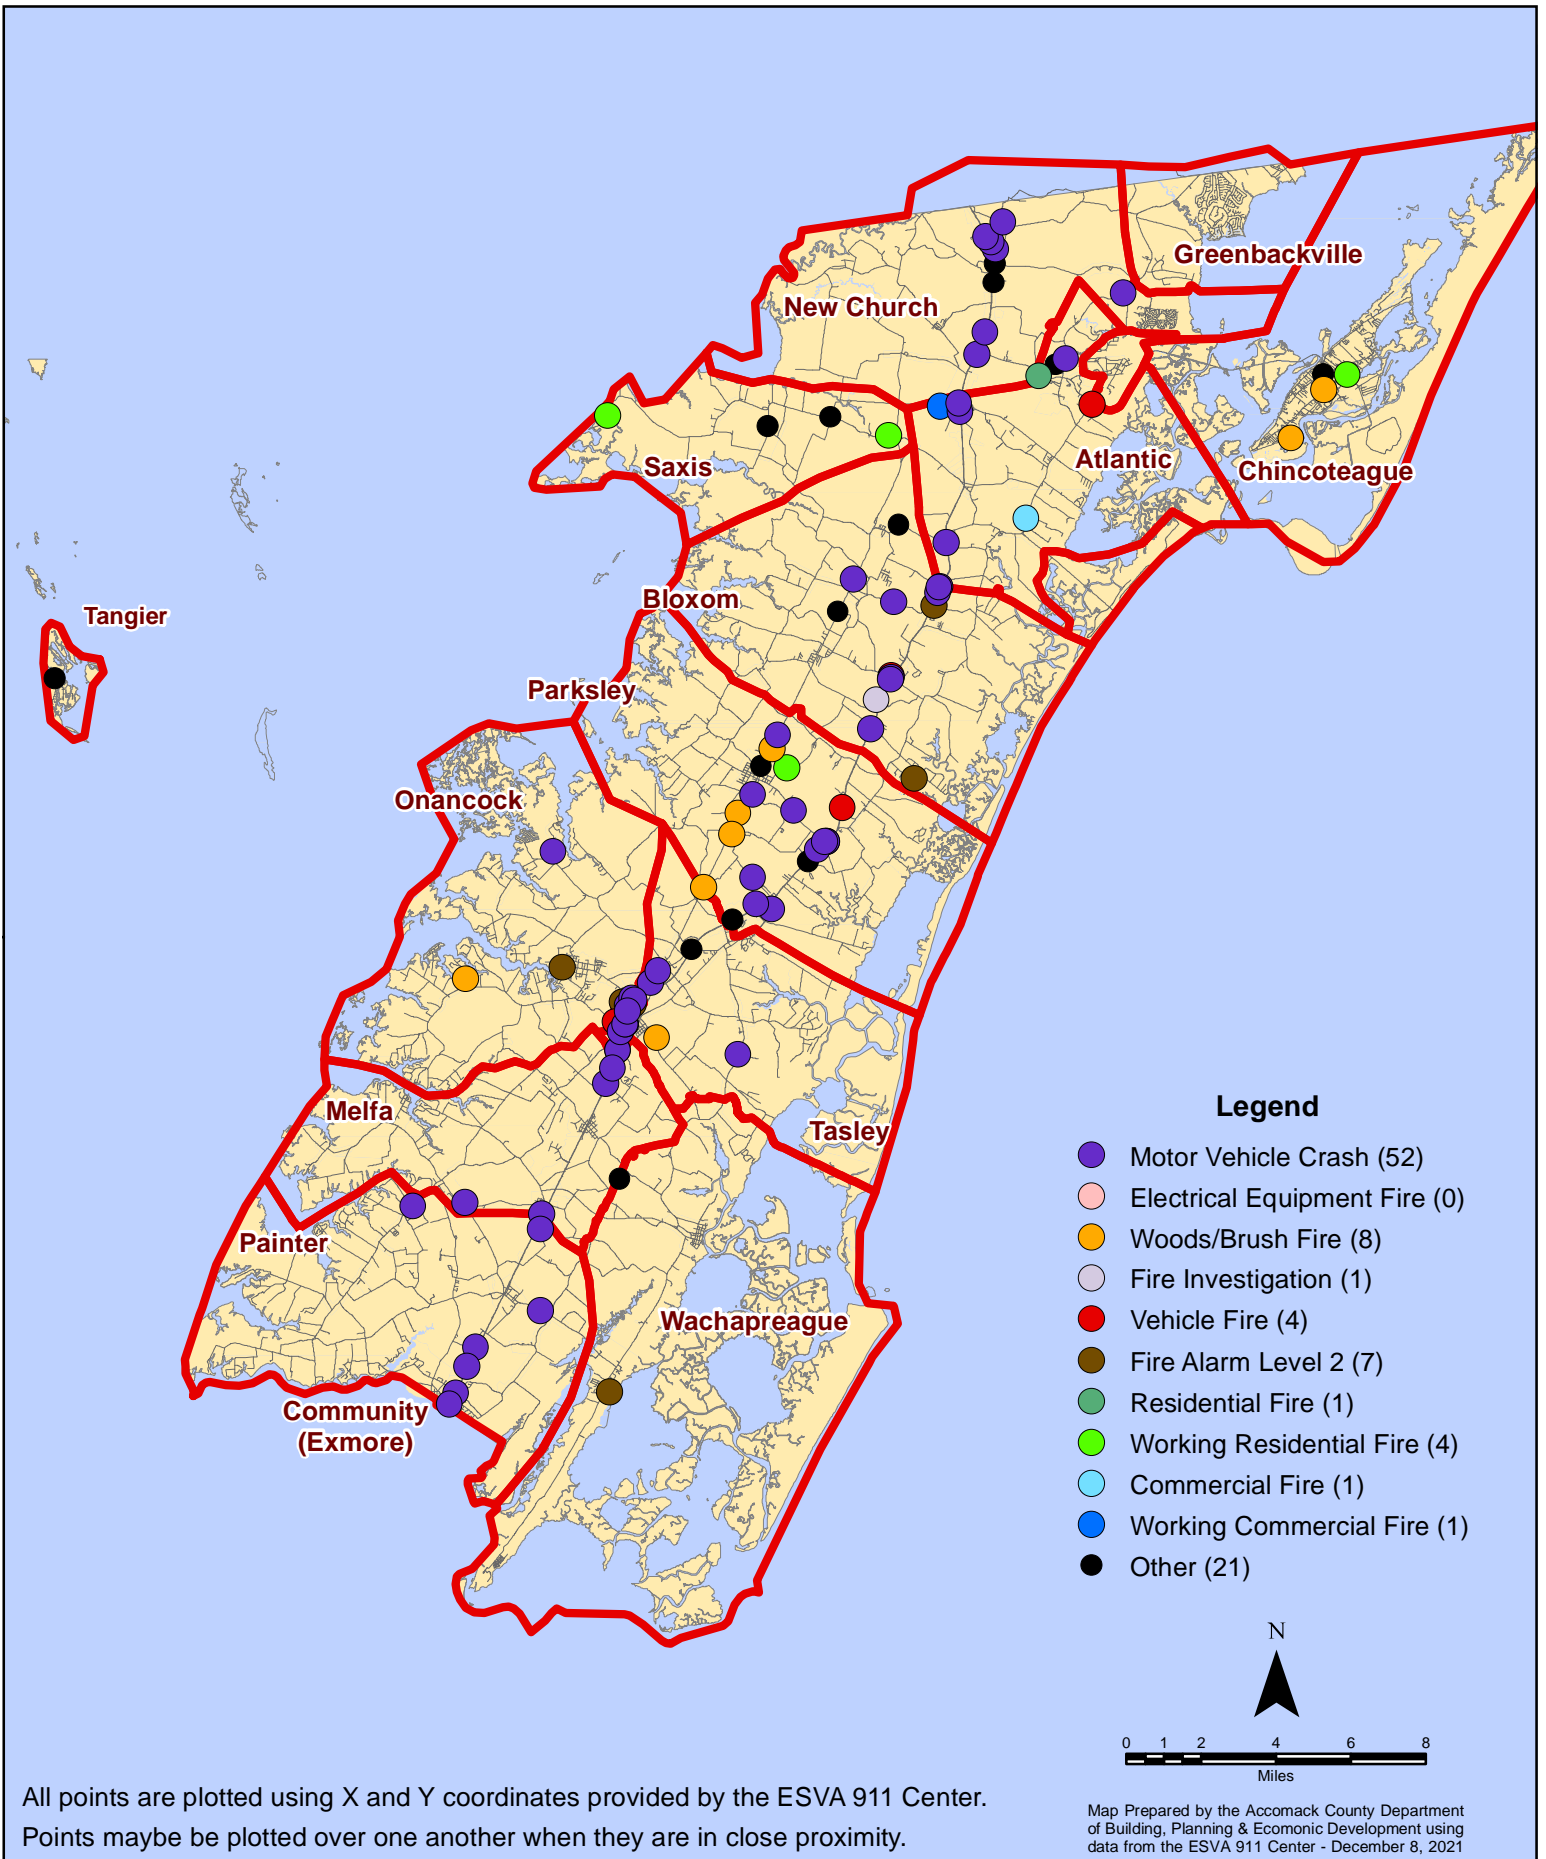 Greenbackville
New Church
Atlantic
Chincoteague
Saxis
Bloxom
Tangier
Parksley
Onancock
Melfa
Tasley
Painter
Wachapreague
Community
(Exmore)
Legend
Motor Vehicle Crash (52)
Electrical Equipment Fire (0)
Woods/Brush Fire (8)
Fire Investigation (1)
Vehicle Fire (4)
Fire Alarm Level 2 (7)
Residential Fire (1)
Working Residential Fire (4)
Commercial Fire (1)
Working Commercial Fire (1)
Other (21)
N
0 1 2 4 6 8
Miles
All points are plotted using X and Y coordinates provided by the ESVA 911 Center.
Points maybe be plotted over one another when they are in close proximity.
Map Prepared by the Accomack County Department
of Building, Planning & Ecomonic Development using
data from the ESVA 911 Center - December 8, 2021